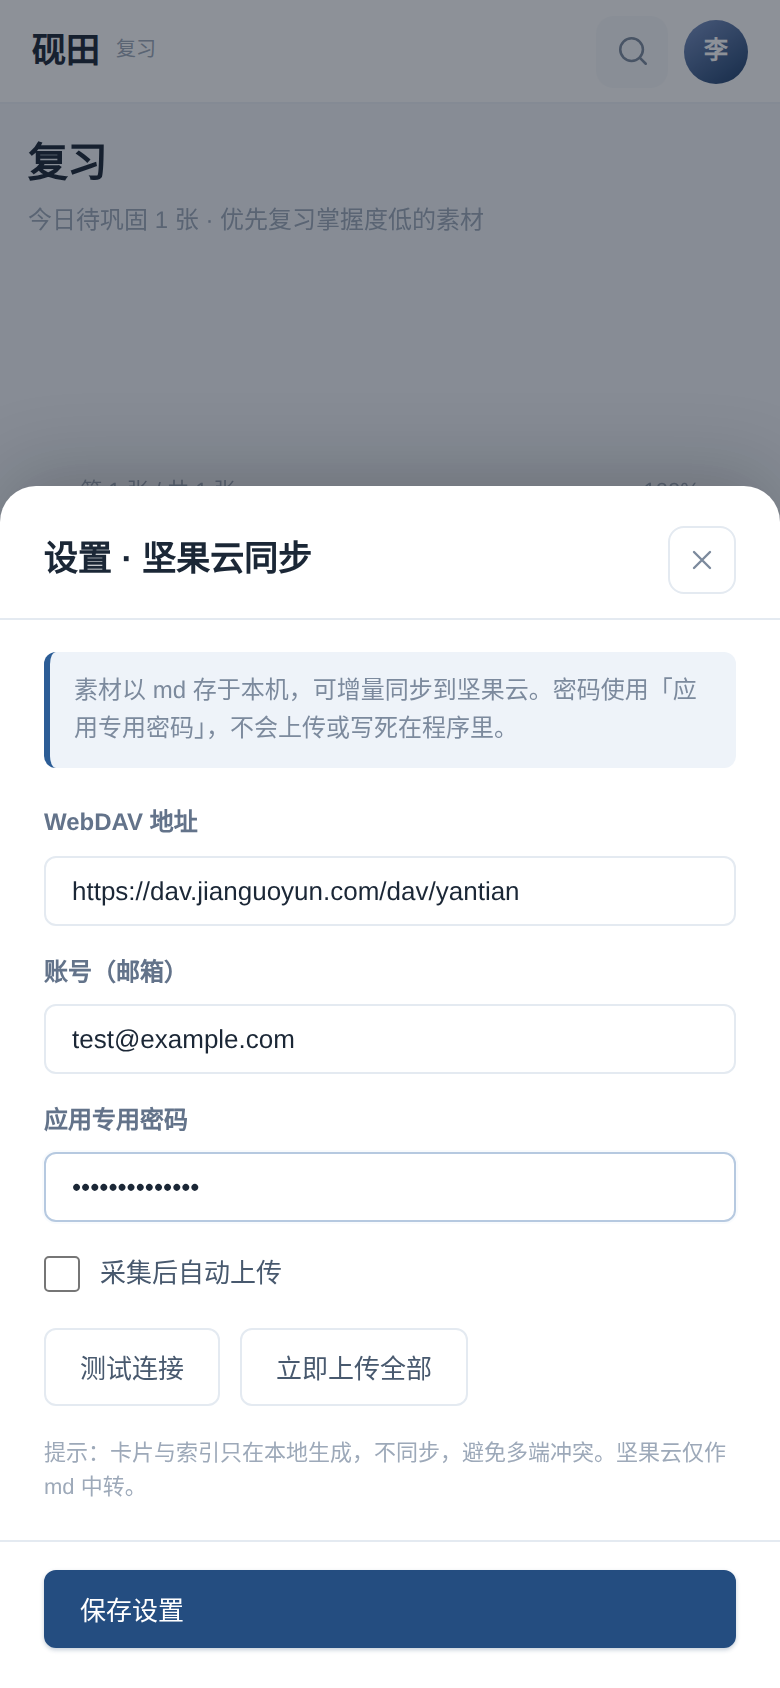 砚田 复习
李
复习
今日待巩固 1 张 · 优先复习掌握度低的素材
第 1 张 / 共 1 张 100%
设置 · 坚果云同步
素材以 md 存于本机，可增量同步到坚果云。密码使用「应
用专用密码」，不会上传或写死在程序里。
WebDAV 地址
https://dav.jianguoyun.com/dav/yantian
账号（邮箱）
test@example.com
应用专用密码
••••••••••••••
采集后自动上传
测试连接 立即上传全部
提示：卡片与索引只在本地生成，不同步，避免多端冲突。坚果云仅作
md 中转。
保存设置